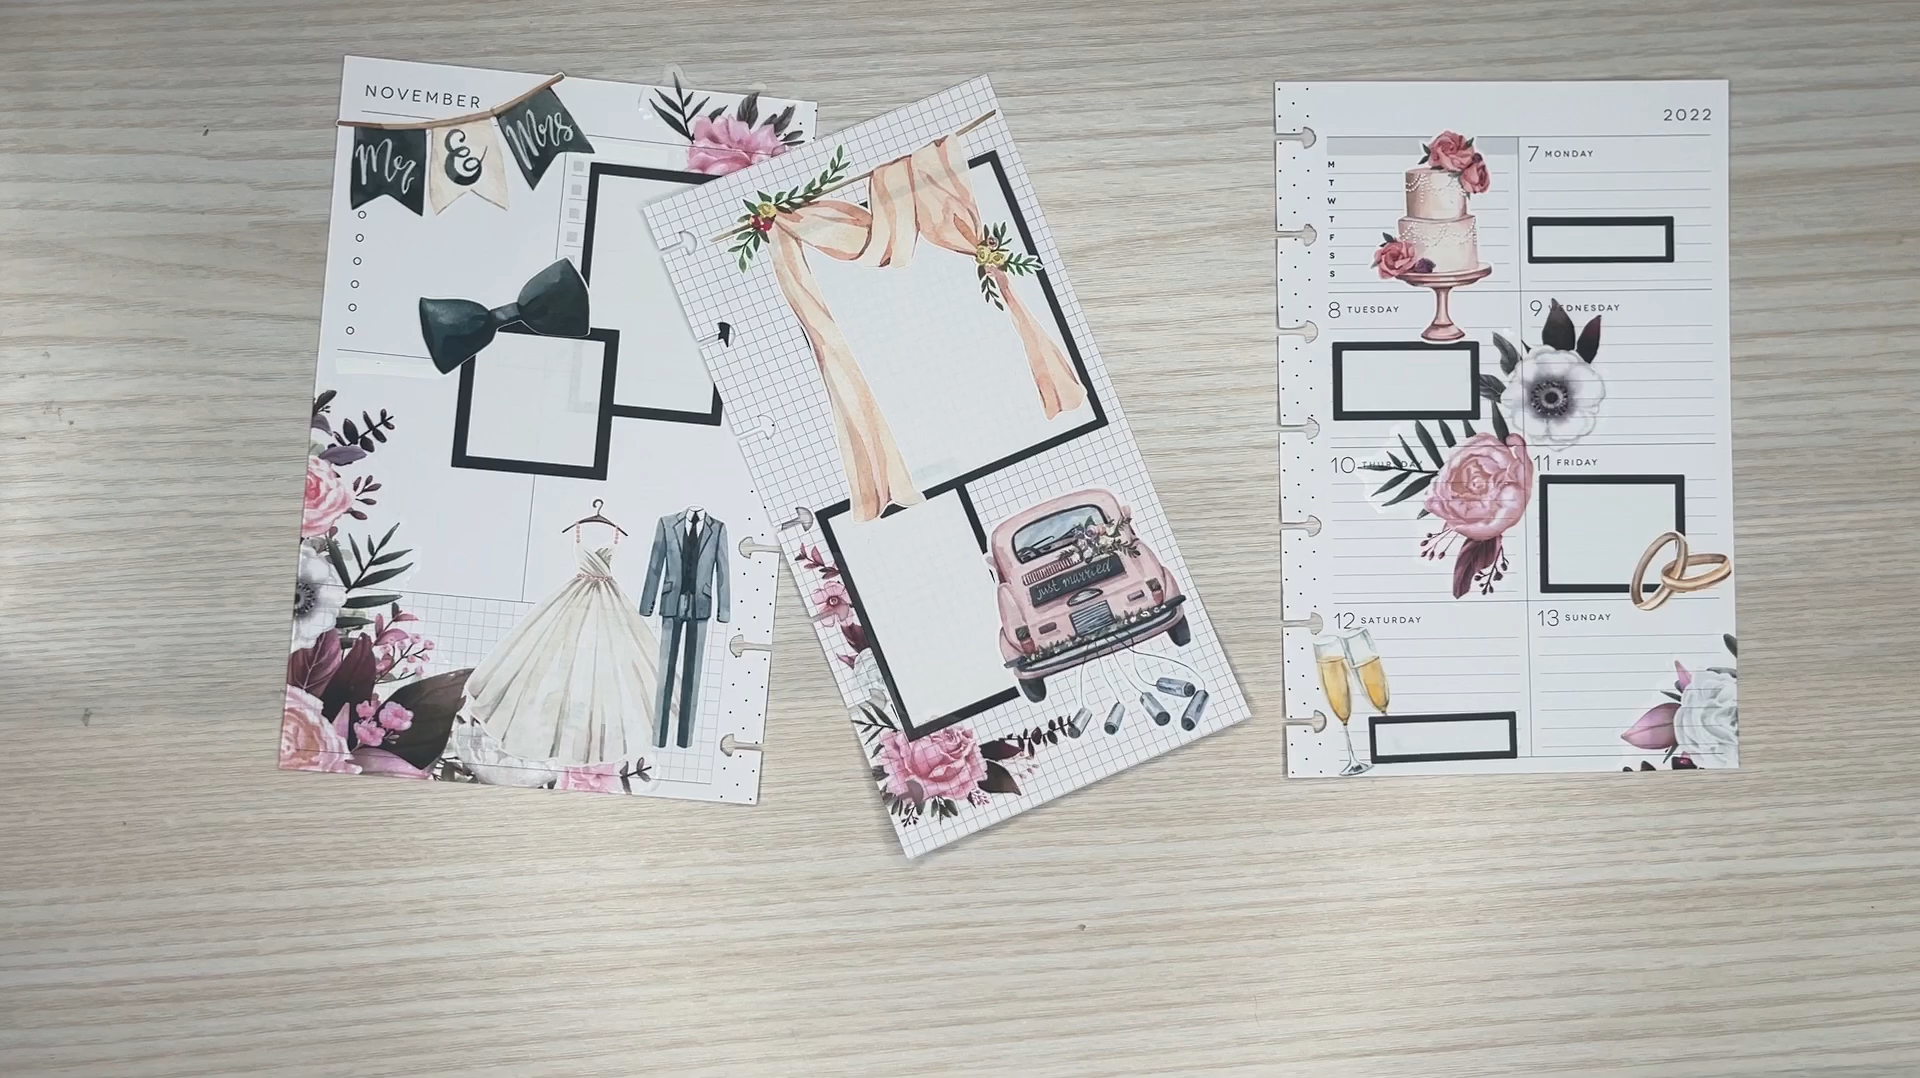 NOVEMBER
Mr & Mrs
just married
2022
M
T
W
T
F
S
S
7 MONDAY
8 TUESDAY
9 WEDNESDAY
10 THURSDAY
11 FRIDAY
12 SATURDAY
13 SUNDAY